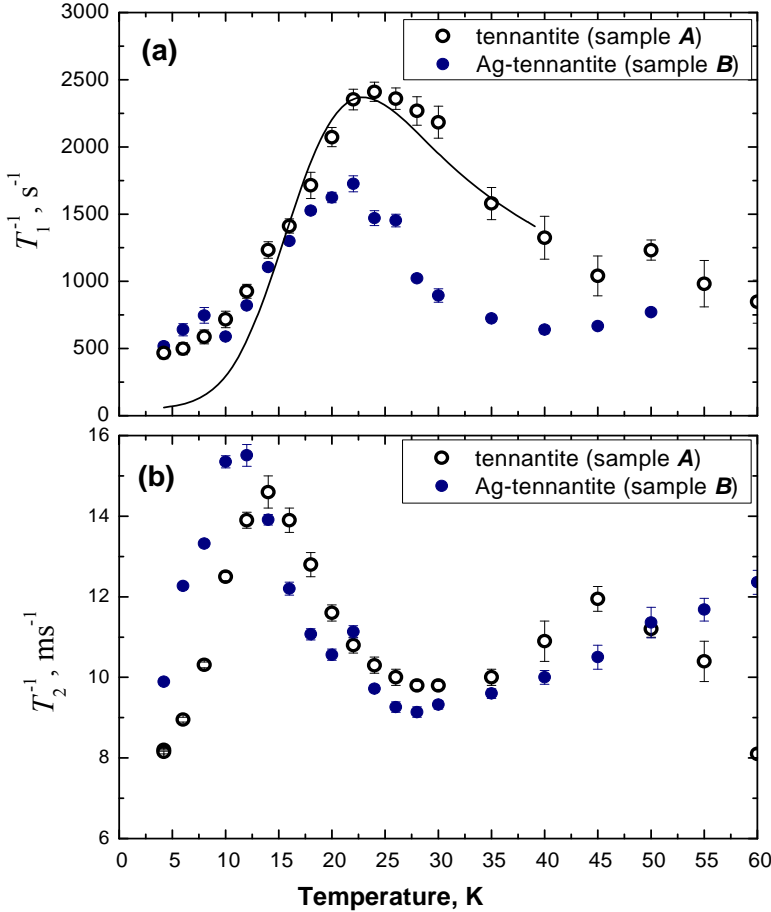 (a)
tennantite (sample A)
Ag-tennantite (sample B)
3000
2500
2000
1500
1000
500
0
T₁⁻¹, s⁻¹
(b)
tennantite (sample A)
Ag-tennantite (sample B)
16
14
12
10
8
6
T₂⁻¹, ms⁻¹
0 5 10 15 20 25 30 35 40 45 50 55 60
Temperature, K